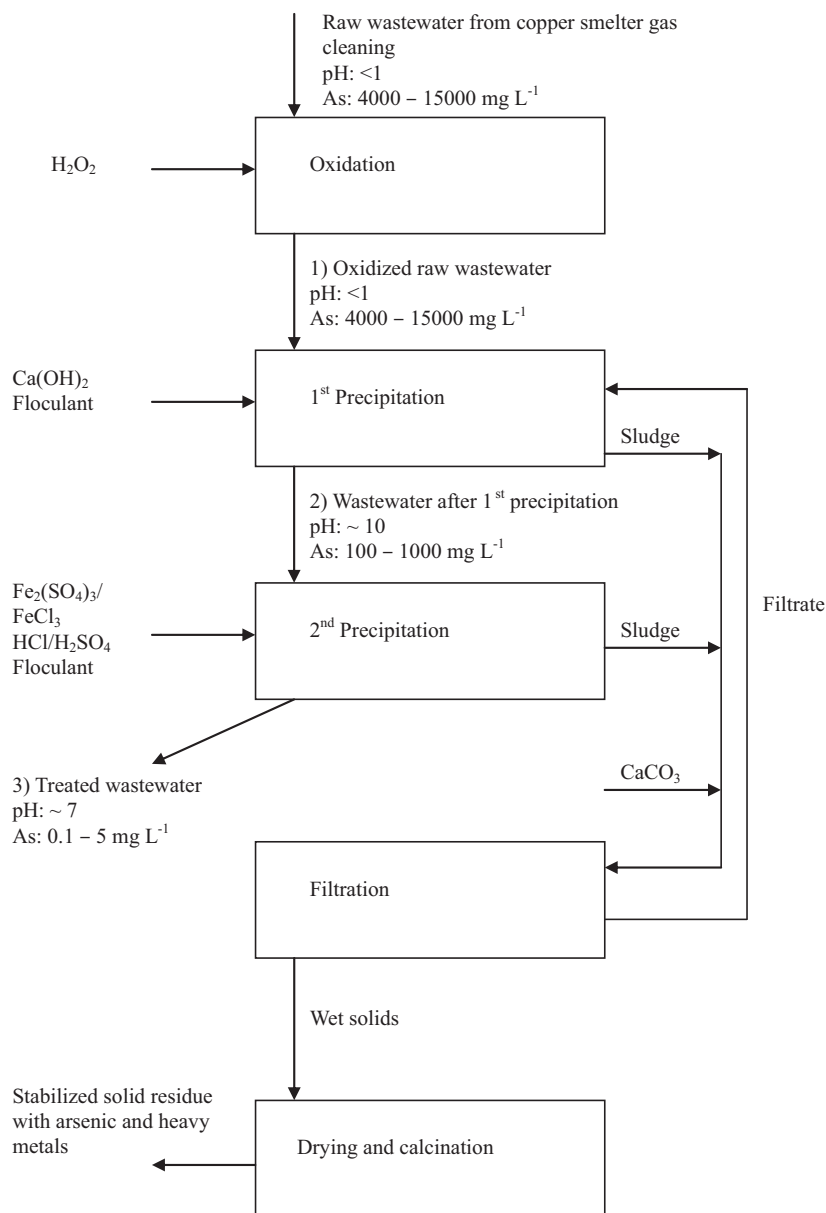 Raw wastewater from copper smelter gas
cleaning
pH: <1
As: 4000 – 15000 mg L⁻¹
H₂O₂
Oxidation
1) Oxidized raw wastewater
pH: <1
As: 4000 – 15000 mg L⁻¹
Ca(OH)₂
Floculant
1ˢᵗ Precipitation
Sludge
2) Wastewater after 1ˢᵗ precipitation
pH: ~ 10
As: 100 – 1000 mg L⁻¹
Fe₂(SO₄)₃/
FeCl₃
HCl/H₂SO₄
Floculant
2ⁿᵈ Precipitation
Sludge
Filtrate
3) Treated wastewater
pH: ~ 7
As: 0.1 – 5 mg L⁻¹
CaCO₃
Filtration
Wet solids
Stabilized solid residue
with arsenic and heavy
metals
Drying and calcination